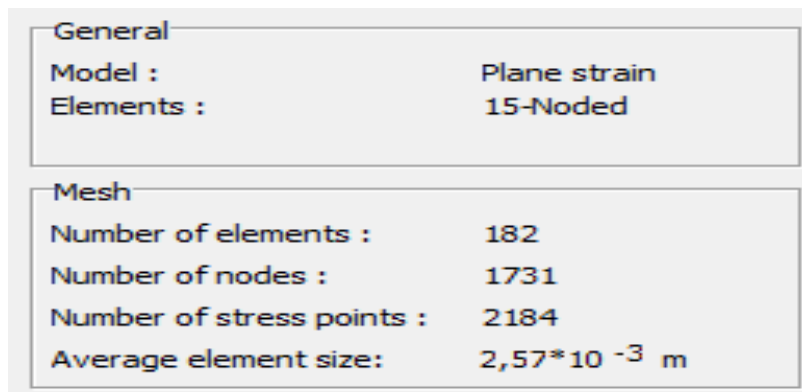 General
Model : Plane strain
Elements : 15-Noded
Mesh
Number of elements : 182
Number of nodes : 1731
Number of stress points : 2184
Average element size: 2,57*10 -3 m